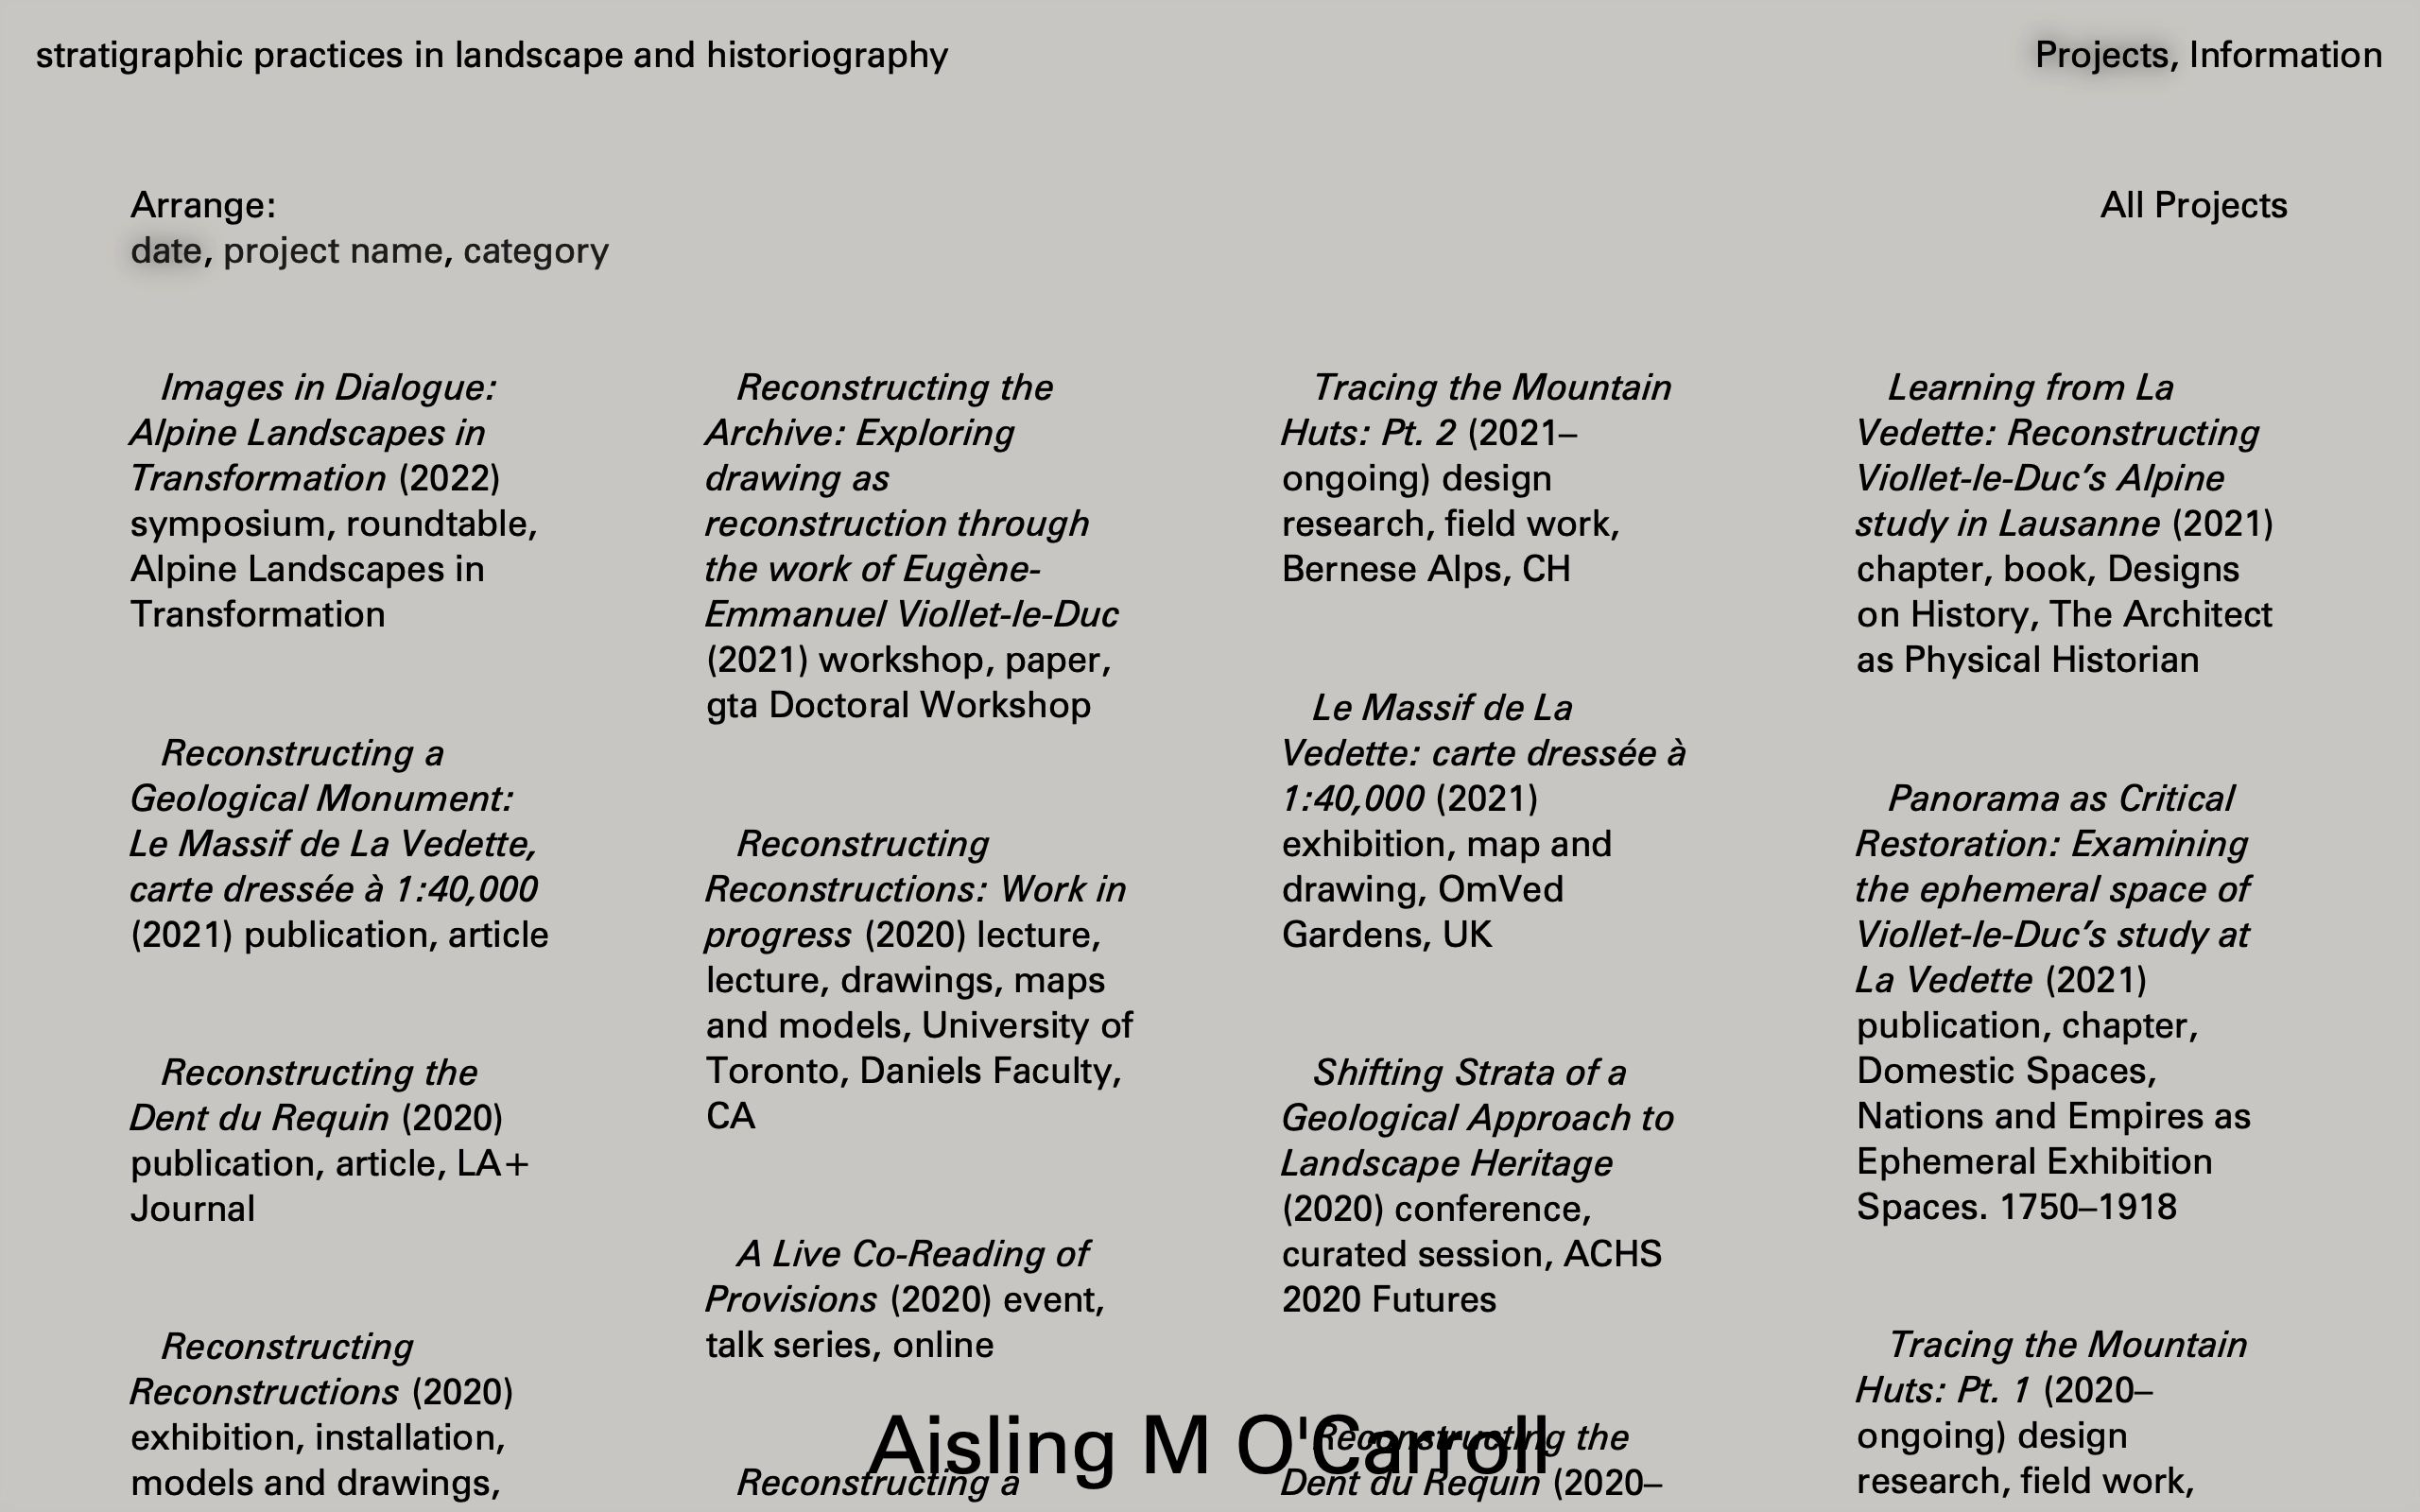 stratigraphic practices in landscape and historiography
Projects, Information
Arrange:
date, project name, category
All Projects
Images in Dialogue:
Alpine Landscapes in
Transformation (2022)
symposium, roundtable,
Alpine Landscapes in
Transformation
Reconstructing a
Geological Monument:
Le Massif de La Vedette,
carte dressée à 1:40,000
(2021) publication, article
Reconstructing the
Dent du Requin (2020)
publication, article, LA+
Journal
Reconstructing
Reconstructions (2020)
exhibition, installation,
models and drawings,
Reconstructing the
Archive: Exploring
drawing as
reconstruction through
the work of Eugène-
Emmanuel Viollet-le-Duc
(2021) workshop, paper,
gta Doctoral Workshop
Reconstructing
Reconstructions: Work in
progress (2020) lecture,
lecture, drawings, maps
and models, University of
Toronto, Daniels Faculty,
CA
A Live Co-Reading of
Provisions (2020) event,
talk series, online
Reconstructing a
Tracing the Mountain
Huts: Pt. 2 (2021–
ongoing) design
research, field work,
Bernese Alps, CH
Le Massif de La
Vedette: carte dressée à
1:40,000 (2021)
exhibition, map and
drawing, OmVed
Gardens, UK
Shifting Strata of a
Geological Approach to
Landscape Heritage
(2020) conference,
curated session, ACHS
2020 Futures
Reconstructing the
Dent du Requin (2020–
Learning from La
Vedette: Reconstructing
Viollet-le-Duc’s Alpine
study in Lausanne (2021)
chapter, book, Designs
on History, The Architect
as Physical Historian
Panorama as Critical
Restoration: Examining
the ephemeral space of
Viollet-le-Duc’s study at
La Vedette (2021)
publication, chapter,
Domestic Spaces,
Nations and Empires as
Ephemeral Exhibition
Spaces. 1750–1918
Tracing the Mountain
Huts: Pt. 1 (2020–
ongoing) design
research, field work,
Aisling M O'Carroll